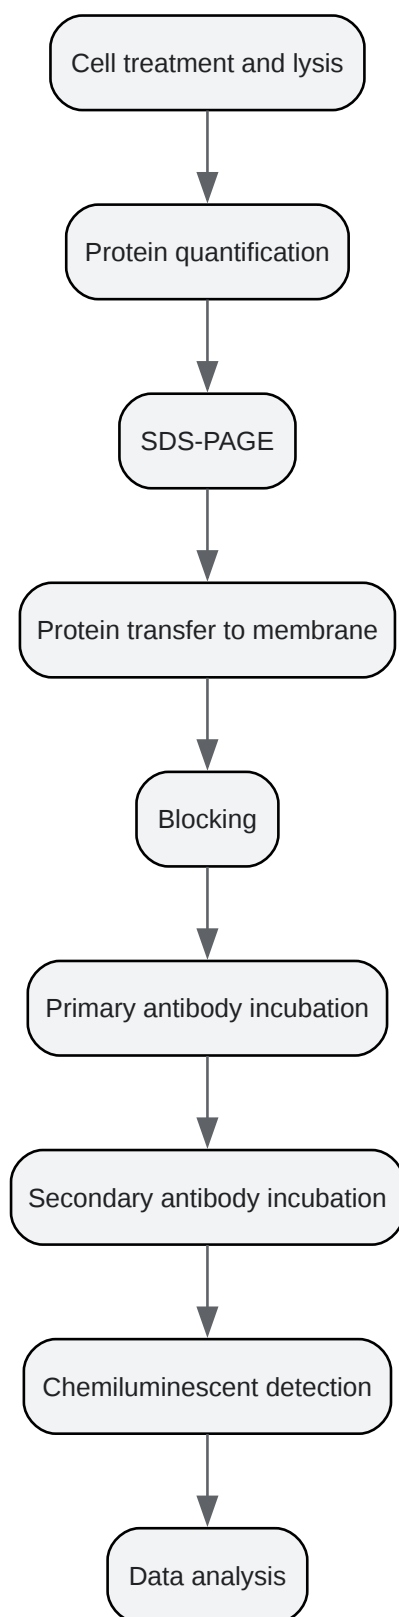 Cell treatment and lysis
Protein quantification
SDS-PAGE
Protein transfer to membrane
Blocking
Primary antibody incubation
Secondary antibody incubation
Chemiluminescent detection
Data analysis